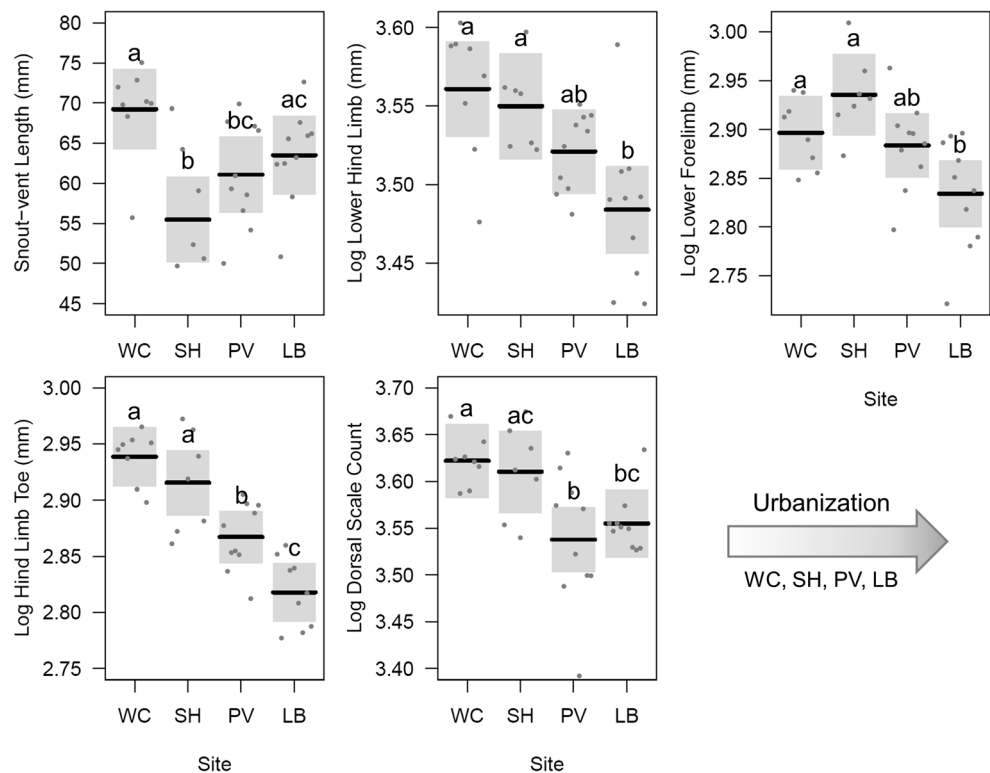 Snout−vent Length (mm)
80
75
70
65
60
55
50
45
a
b
bc
ac
WC SH PV LB
Log Lower Hind Limb (mm)
3.60
3.55
3.50
3.45
a
a
ab
b
WC SH PV LB
Log Lower Forelimb (mm)
3.00
2.95
2.90
2.85
2.80
2.75
a
a
ab
b
WC SH PV LB
Site
Log Hind Limb Toe (mm)
3.00
2.95
2.90
2.85
2.80
2.75
a
a
b
c
WC SH PV LB
Site
Log Dorsal Scale Count
3.70
3.65
3.60
3.55
3.50
3.45
3.40
a
ac
b
bc
WC SH PV LB
Site
Urbanization
WC, SH, PV, LB